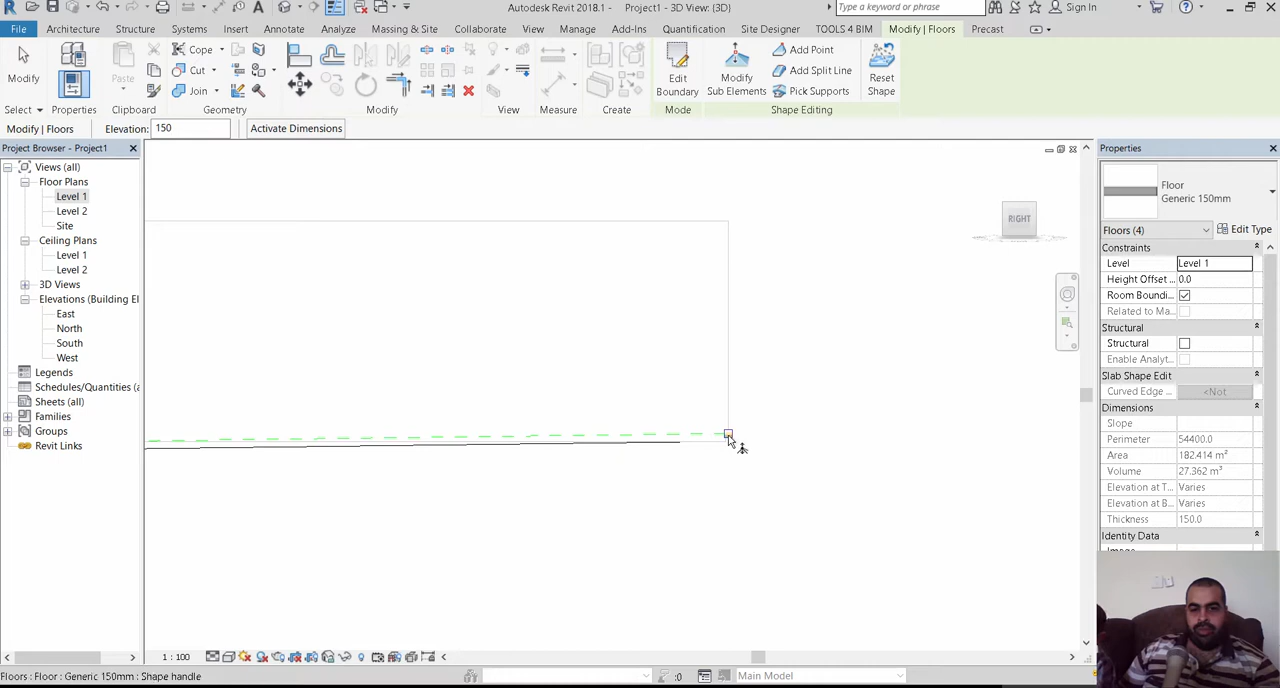 Autodesk Revit 2018.1 - Project1 - 3D View: {3D}
Type a keyword or phrase
Sign In
File Architecture Structure Systems Insert Annotate Analyze Massing & Site Collaborate View Manage Add-Ins Quantification Site Designer TOOLS 4 BIM Modify | Floors Precast
Cope
Add Point
Modify
Paste
Cut
Edit
Boundary
Modify
Sub Elements
Add Split Line
Reset
Shape
Join
Pick Supports
Select Properties Clipboard Geometry Modify View Measure Create Mode Shape Editing
Modify | Floors Elevation: 150 Activate Dimensions
Project Browser - Project1
Views (all)
Floor Plans
Level 1
Level 2
Site
Ceiling Plans
Level 1
Level 2
3D Views
Elevations (Building El
East
North
South
West
Legends
Schedules/Quantities (a
Sheets (all)
Families
Groups
Revit Links
RIGHT
Properties
Floor
Generic 150mm
Floors (4) Edit Type
Constraints
Level Level 1
Height Offset ... 0.0
Room Boundi...
Related to Ma...
Structural
Structural
Enable Analyt...
Slab Shape Edit
Curved Edge ... <Not
Dimensions
Slope
Perimeter 54400.0
Area 182.414 m²
Volume 27.362 m³
Elevation at T... Varies
Elevation at B... Varies
Thickness 150.0
Identity Data
1 : 100
Floors : Floor : Generic 150mm : Shape handle
:0
Main Model